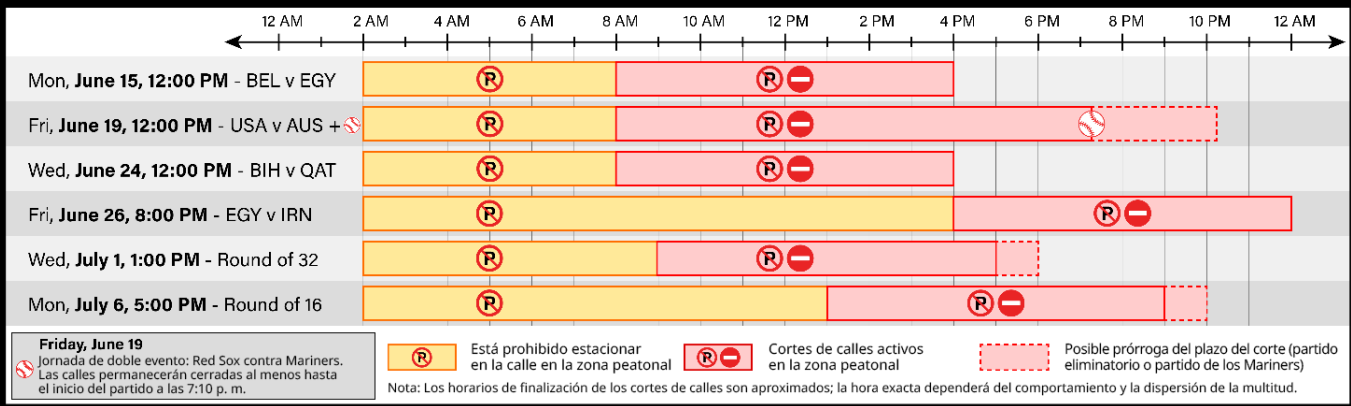 12 AM 2 AM 4 AM 6 AM 8 AM 10 AM 12 PM 2 PM 4 PM 6 PM 8 PM 10 PM 12 AM
Mon, June 15, 12:00 PM - BEL v EGY
Fri, June 19, 12:00 PM - USA v AUS +
Wed, June 24, 12:00 PM - BIH v QAT
Fri, June 26, 8:00 PM - EGY v IRN
Wed, July 1, 1:00 PM - Round of 32
Mon, July 6, 5:00 PM - Round of 16
Friday, June 19
Jornada de doble evento: Red Sox contra Mariners.
Las calles permanecerán cerradas al menos hasta
el inicio del partido a las 7:10 p. m.
Está prohibido estacionar
en la calle en la zona peatonal
Cortes de calles activos
en la zona peatonal
Posible prórroga del plazo del corte (partido
eliminatorio o partido de los Mariners)
Nota: Los horarios de finalización de los cortes de calles son aproximados; la hora exacta dependerá del comportamiento y la dispersión de la multitud.